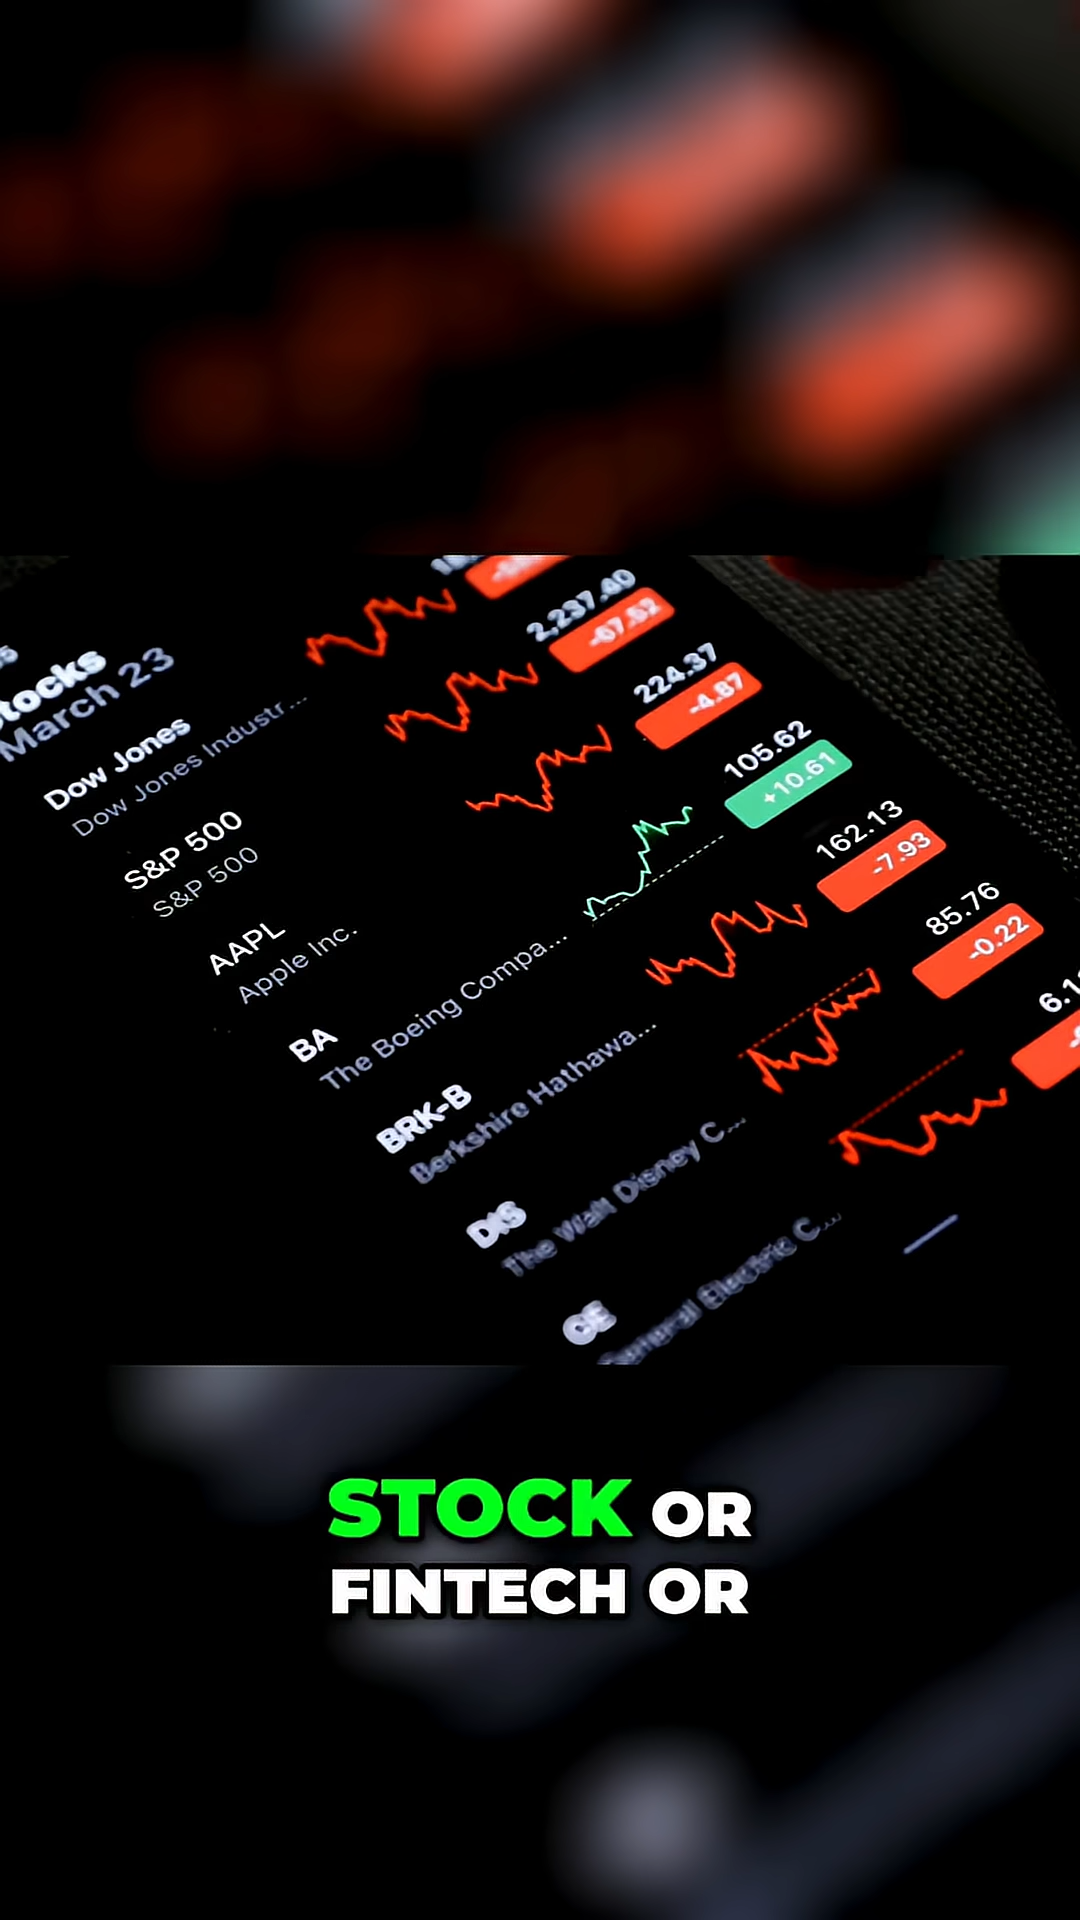 March 23
Dow Jones
Dow Jones Industr...
2,237.40
-67.52
S&P 500
S&P 500
224.37
-4.87
AAPL
Apple Inc.
105.62
+10.61
BA
The Boeing Compa...
162.13
-7.93
BRK-B
Berkshire Hathawa...
85.76
-0.22
DIS
The Walt Disney C...
GE
General Electric C...
STOCK OR
FINTECH OR